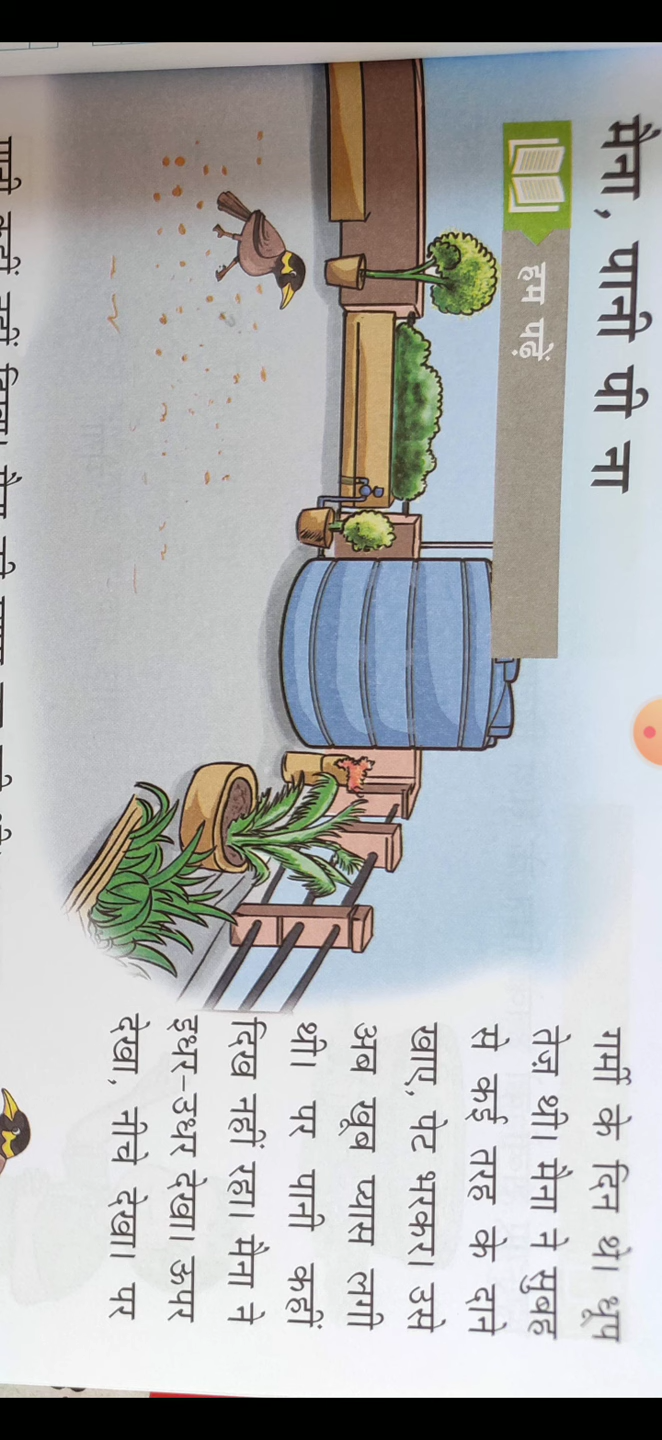 मैना, पानी पी ना
हम पढ़ें
गर्मी के दिन थे। धूप
तेज़ थी। मैना ने सुबह
से कई तरह के दाने
खाए, पेट भरकर। उसे
अब खूब प्यास लगी
थी। पर पानी कहीं
दिख नहीं रहा। मैना ने
इधर-उधर देखा। ऊपर
देखा, नीचे देखा। पर